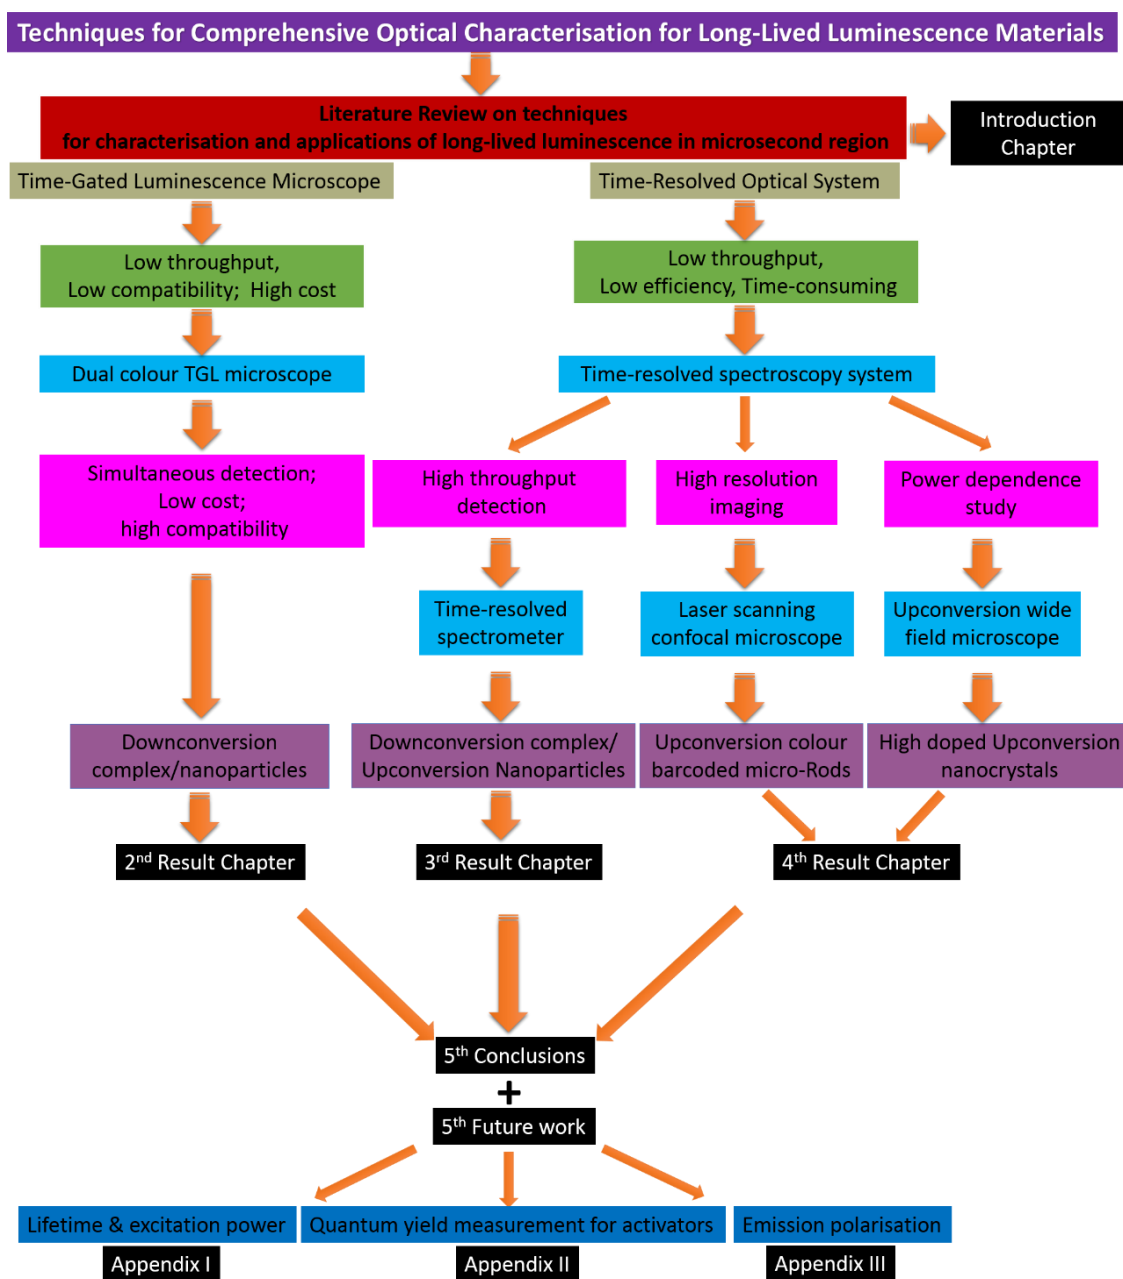 Techniques for Comprehensive Optical Characterisation for Long-Lived Luminescence Materials
Literature Review on techniques
for characterisation and applications of long-lived luminescence in microsecond region
Introduction
Chapter
Time-Gated Luminescence Microscope
Time-Resolved Optical System
Low throughput,
Low compatibility; High cost
Low throughput,
Low efficiency, Time-consuming
Dual colour TGL microscope
Time-resolved spectroscopy system
Simultaneous detection;
Low cost;
high compatibility
High throughput
detection
High resolution
imaging
Power dependence
study
Time-resolved
spectrometer
Laser scanning
confocal microscope
Upconversion wide
field microscope
Downconversion
complex/nanoparticles
Downconversion complex/
Upconversion Nanoparticles
Upconversion colour
barcoded micro-Rods
High doped Upconversion
nanocrystals
2nd Result Chapter
3rd Result Chapter
4th Result Chapter
5th Conclusions
+
5th Future work
Lifetime & excitation power
Quantum yield measurement for activators
Emission polarisation
Appendix I
Appendix II
Appendix III